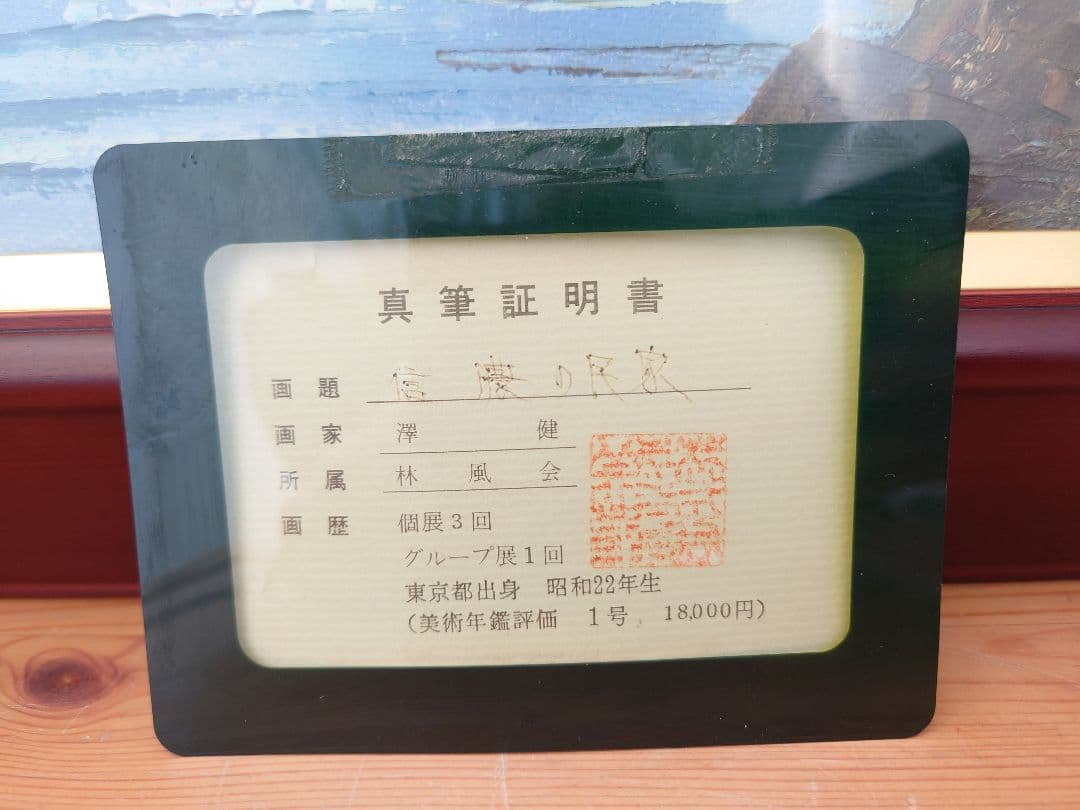 真筆証明書
画題 信濃の民家
画家 澤 健
所属 林風会
画歴 個展3回
グループ展1回
東京都出身 昭和22年生
(美術年鑑評価 1号 18,000円)